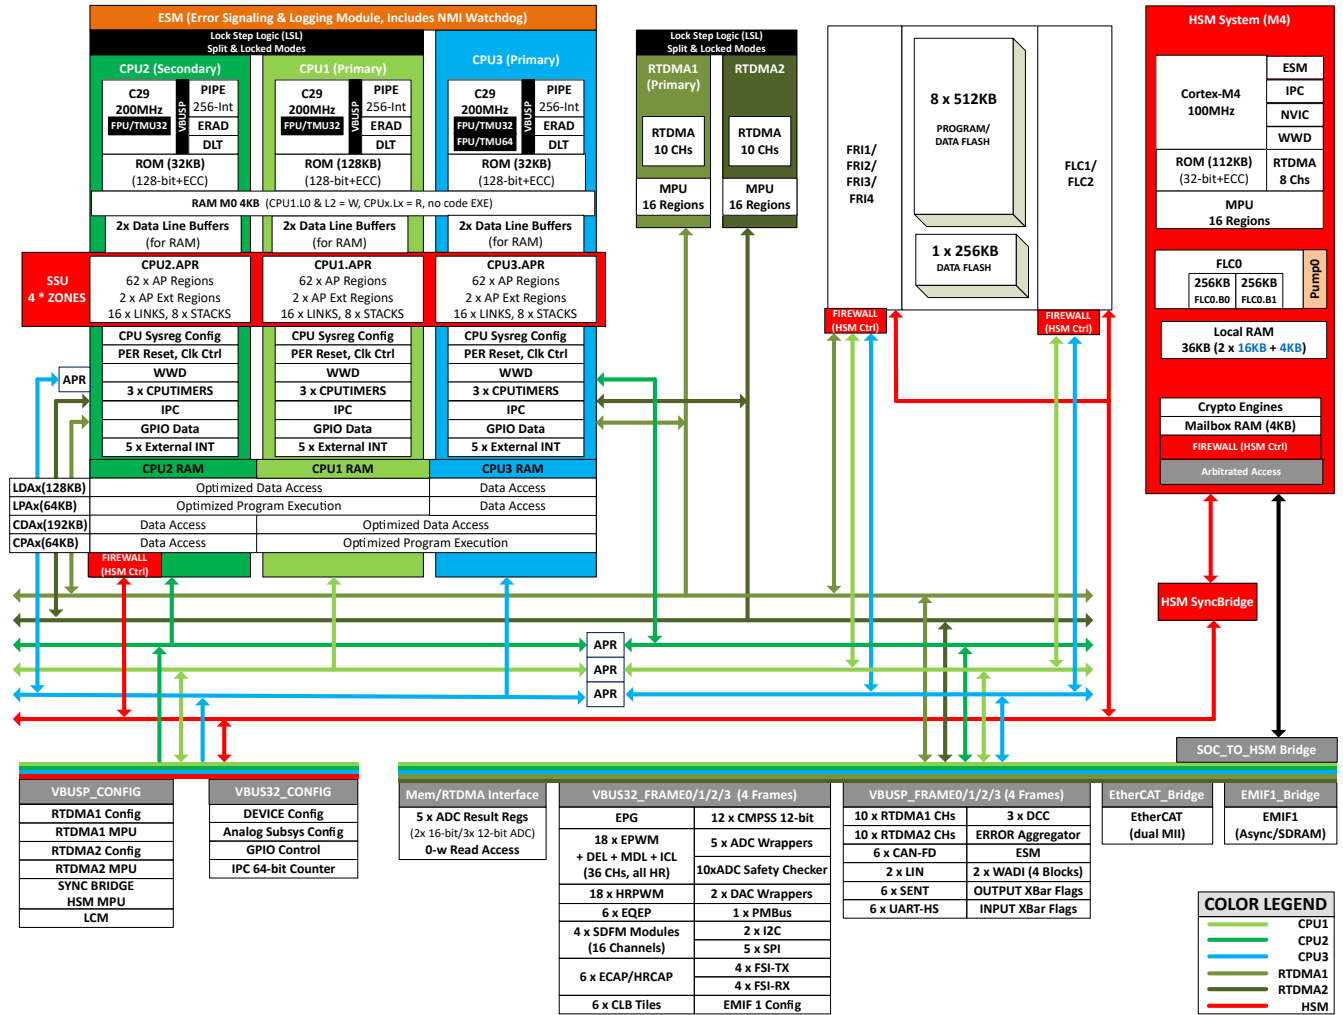 ESM (Error Signaling & Logging Module, Includes NMI Watchdog)
Lock Step Logic (LSL)
Split & Locked Modes
CPU2 (Secondary)
C29
200MHz
FPU/TMU32
VBUSP
PIPE
256-Int
ERAD
DLT
ROM (32KB)
(128-bit+ECC)
CPU1 (Primary)
C29
200MHz
FPU/TMU32
VBUSP
PIPE
256-Int
ERAD
DLT
ROM (128KB)
(128-bit+ECC)
CPU3 (Primary)
C29
200MHz
FPU/TMU32
FPU/TMU64
VBUSP
PIPE
256-Int
ERAD
DLT
ROM (32KB)
(128-bit+ECC)
RAM M0 4KB (CPU1.L0 & L2 = W, CPUx.Lx = R, no code EXE)
2x Data Line Buffers
(for RAM)
2x Data Line Buffers
(for RAM)
2x Data Line Buffers
(for RAM)
SSU
4 * ZONES
CPU2.APR
62 x AP Regions
2 x AP Ext Regions
16 x LINKS, 8 x STACKS
CPU1.APR
62 x AP Regions
2 x AP Ext Regions
16 x LINKS, 8 x STACKS
CPU3.APR
62 x AP Regions
2 x AP Ext Regions
16 x LINKS, 8 x STACKS
APR
CPU Sysreg Config
PER Reset, Clk Ctrl
WWD
3 x CPUTIMERS
IPC
GPIO Data
5 x External INT
CPU Sysreg Config
PER Reset, Clk Ctrl
WWD
3 x CPUTIMERS
IPC
GPIO Data
5 x External INT
CPU Sysreg Config
PER Reset, Clk Ctrl
WWD
3 x CPUTIMERS
IPC
GPIO Data
5 x External INT
CPU2 RAM
CPU1 RAM
CPU3 RAM
LDAx(128KB)
Optimized Data Access
Data Access
LPAx(64KB)
Optimized Program Execution
Data Access
CDAx(192KB)
Data Access
Optimized Data Access
CPAx(64KB)
Data Access
Optimized Program Execution
FIREWALL
(HSM Ctrl)
Lock Step Logic (LSL)
Split & Locked Modes
RTDMA1
(Primary)
RTDMA
10 CHs
MPU
16 Regions
RTDMA2
RTDMA
10 CHs
MPU
16 Regions
FRI1/
FRI2/
FRI3/
FRI4
8 x 512KB
PROGRAM/
DATA FLASH
1 x 256KB
DATA FLASH
FLC1/
FLC2
FIREWALL
(HSM Ctrl)
FIREWALL
(HSM Ctrl)
HSM System (M4)
Cortex-M4
100MHz
ESM
IPC
NVIC
WWD
ROM (112KB)
(32-bit+ECC)
RTDMA
8 Chs
MPU
16 Regions
FLC0
256KB
FLC0.B0
256KB
FLC0.B1
Pump0
Local RAM
36KB (2 x 16KB + 4KB)
Crypto Engines
Mailbox RAM (4KB)
FIREWALL (HSM Ctrl)
Arbitrated Access
HSM SyncBridge
APR
APR
APR
SOC_TO_HSM Bridge
VBUSP_CONFIG
RTDMA1 Config
RTDMA1 MPU
RTDMA2 Config
RTDMA2 MPU
SYNC BRIDGE
HSM MPU
LCM
VBUS32_CONFIG
DEVICE Config
Analog Subsys Config
GPIO Control
IPC 64-bit Counter
Mem/RTDMA Interface
5 x ADC Result Regs
(2x 16-bit/3x 12-bit ADC)
0-w Read Access
VBUS32_FRAME0/1/2/3 (4 Frames)
EPG
18 x EPWM
+ DEL + MDL + ICL
(36 CHs, all HR)
18 x HRPWM
6 x EQEP
4 x SDFM Modules
(16 Channels)
6 x ECAP/HRCAP
6 x CLB Tiles
12 x CMPSS 12-bit
5 x ADC Wrappers
10xADC Safety Checker
2 x DAC Wrappers
1 x PMBus
2 x I2C
5 x SPI
4 x FSI-TX
4 x FSI-RX
EMIF 1 Config
VBUSP_FRAME0/1/2/3 (4 Frames)
10 x RTDMA1 CHs
10 x RTDMA2 CHs
6 x CAN-FD
2 x LIN
6 x SENT
6 x UART-HS
3 x DCC
ERROR Aggregator
ESM
2 x WADI (4 Blocks)
OUTPUT XBar Flags
INPUT XBar Flags
EtherCAT_Bridge
EtherCAT
(dual MII)
EMIF1_Bridge
EMIF1
(Async/SDRAM)
COLOR LEGEND
CPU1
CPU2
CPU3
RTDMA1
RTDMA2
HSM